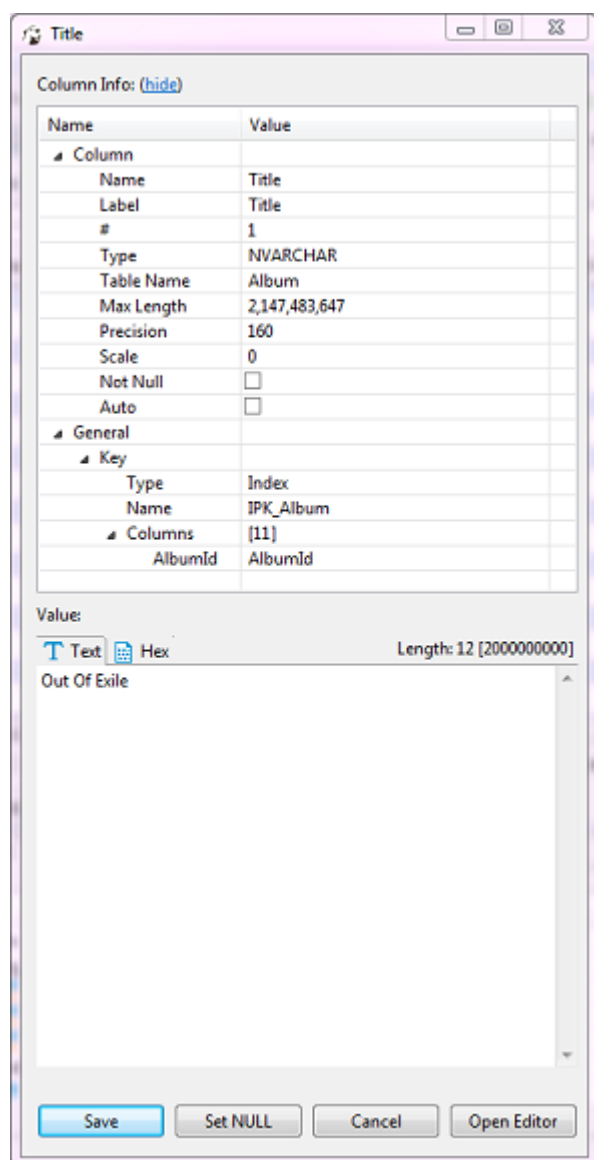 Title
Column Info: (hide)
Name Value
Column
Name Title
Label Title
# 1
Type NVARCHAR
Table Name Album
Max Length 2,147,483,647
Precision 160
Scale 0
Not Null
Auto
General
Key
Type Index
Name IPK_Album
Columns [11]
AlbumId AlbumId
Value:
Text Hex Length: 12 [2000000000]
Out Of Exile
Save Set NULL Cancel Open Editor